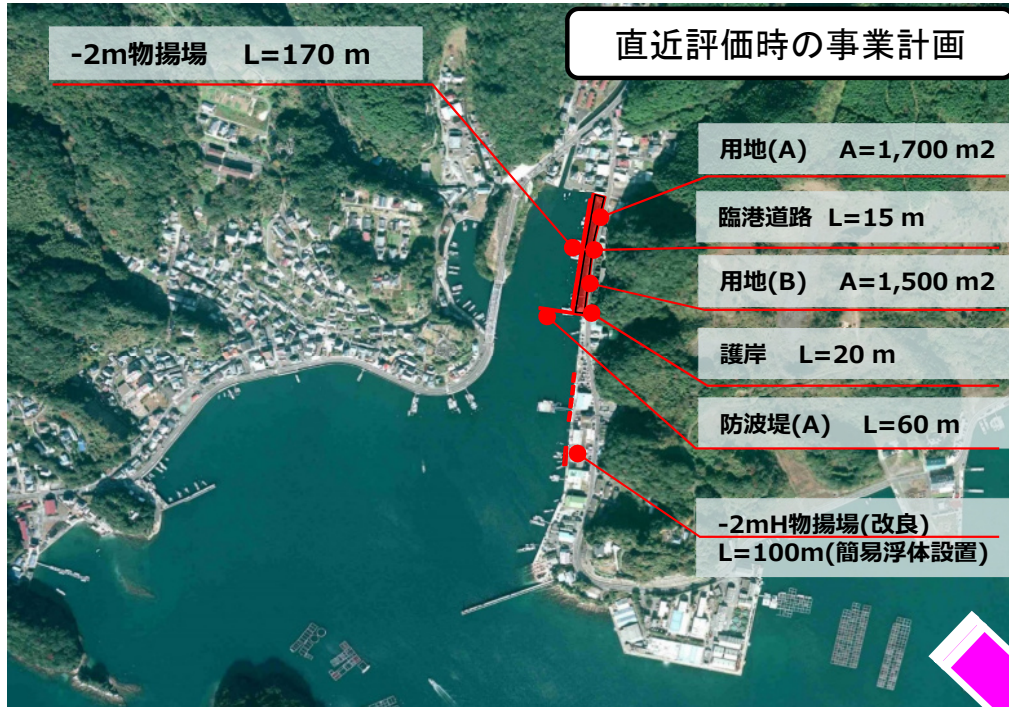 直近評価時の事業計画
-2m物揚場 L=170 m
用地(A) A=1,700 m2
臨港道路 L=15 m
用地(B) A=1,500 m2
護岸 L=20 m
防波堤(A) L=60 m
-2mH物揚場(改良)
L=100m(簡易浮体設置)